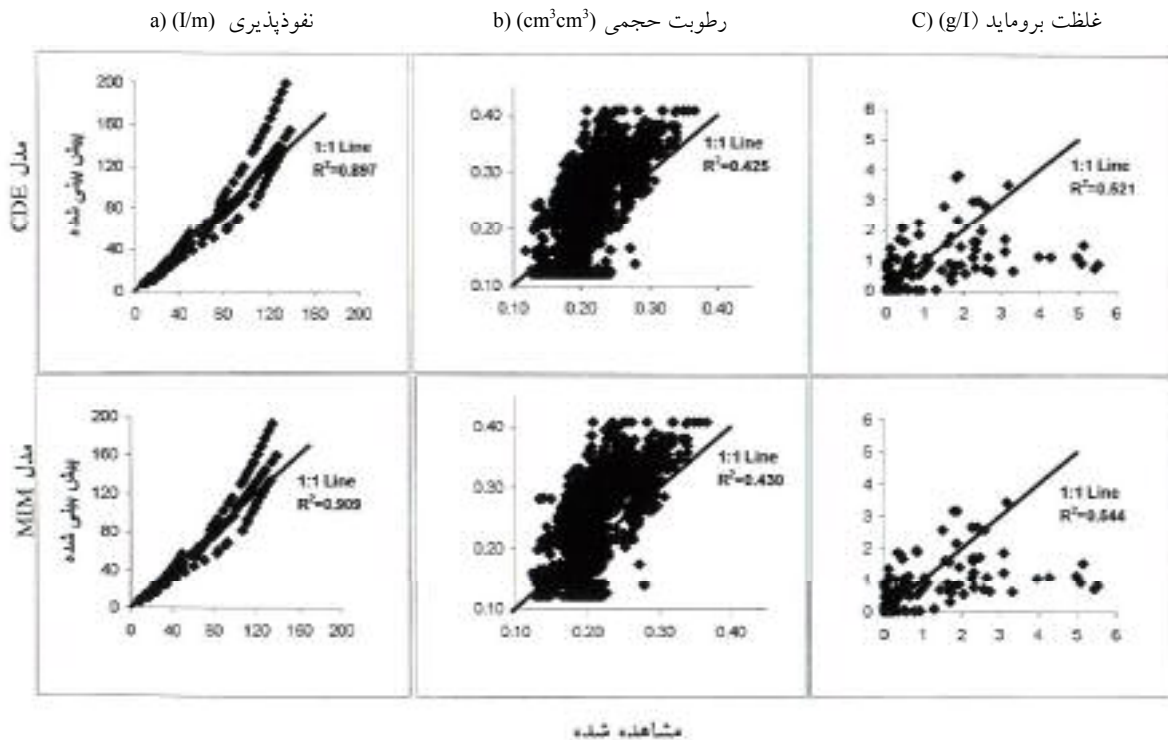 a) (I/m) نفوذپذیری
b) (cm³cm³) رطوبت حجمی
C) (g/I) غلظت بروماید
مدل CDE
پیش بینی شده
200
160
120
80
40
0
0 40 80 120 160 200
1:1 Line
R²=0.897
0.40
0.30
0.20
0.10
0.10 0.20 0.30 0.40
1:1 Line
R²=0.425
6
5
4
3
2
1
0
0 1 2 3 4 5 6
1:1 Line
R²=0.521
مدل MIM
پیش بینی شده
200
160
120
80
40
0
0 40 80 120 160 200
1:1 Line
R²=0.909
0.40
0.30
0.20
0.10
0.10 0.20 0.30 0.40
1:1 Line
R²=0.430
6
5
4
3
2
1
0
0 1 2 3 4 5 6
1:1 Line
R²=0.544
مشاهده شده